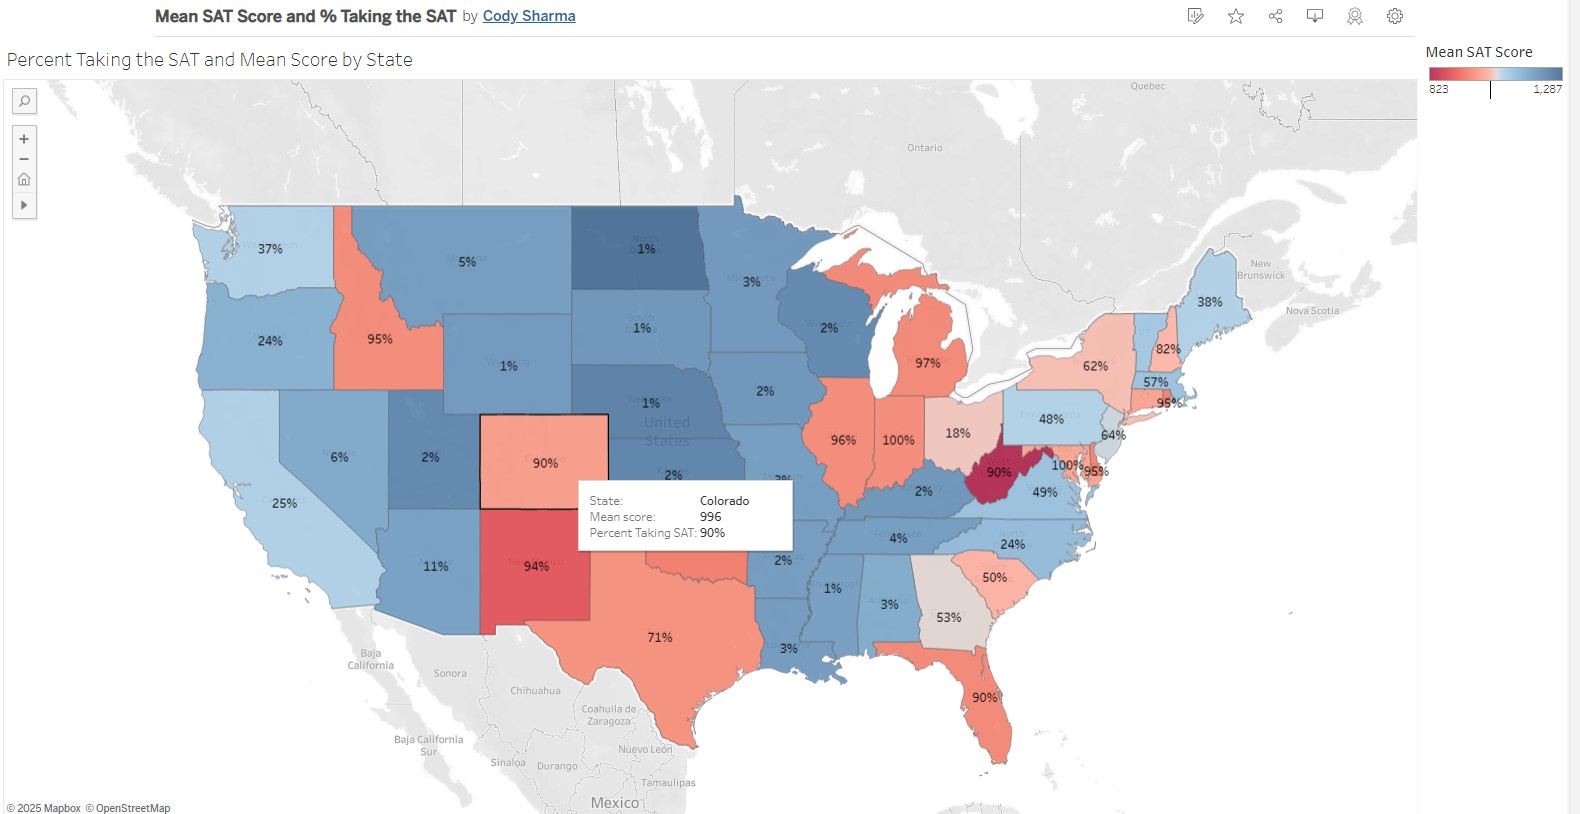 Mean SAT Score and % Taking the SAT by Cody Sharma
Percent Taking the SAT and Mean Score by State
Mean SAT Score
823
1,287
Quebec
Ontario
New
Brunswick
Nova Scotia
37%
5%
1%
3%
38%
24%
95%
1%
1%
2%
97%
62%
82%
57%
95%
2%
1%
United
States
48%
64%
6%
2%
90%
96%
100%
18%
90%
100%
95%
25%
2%
2%
49%
State: Colorado
Mean score: 996
Percent Taking SAT: 90%
4%
24%
11%
94%
2%
1%
3%
50%
53%
71%
3%
90%
Baja
California
Sonora
Chihuahua
Coahuila de
Zaragoza
Baja California
Sur
Nuevo León
Sinaloa
Durango
Tamaulipas
Mexico
© 2025 Mapbox © OpenStreetMap